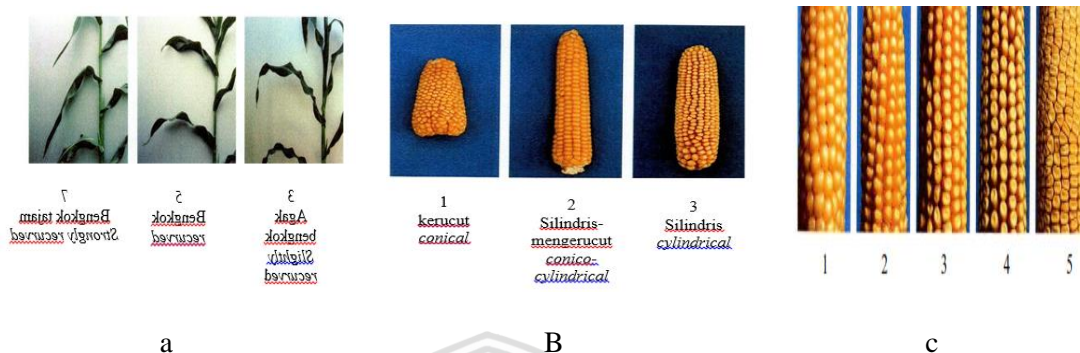 3
Agak
bengkok
Slightly
recurved
5
Bengkok
recurved
7
Bengkok tajam
Strongly recurved
1
kerucut
conical
2
Silindris-
mengerucut
conico-
cylindrical
3
Silindris
cylindrical
1 2 3 4 5
a B c